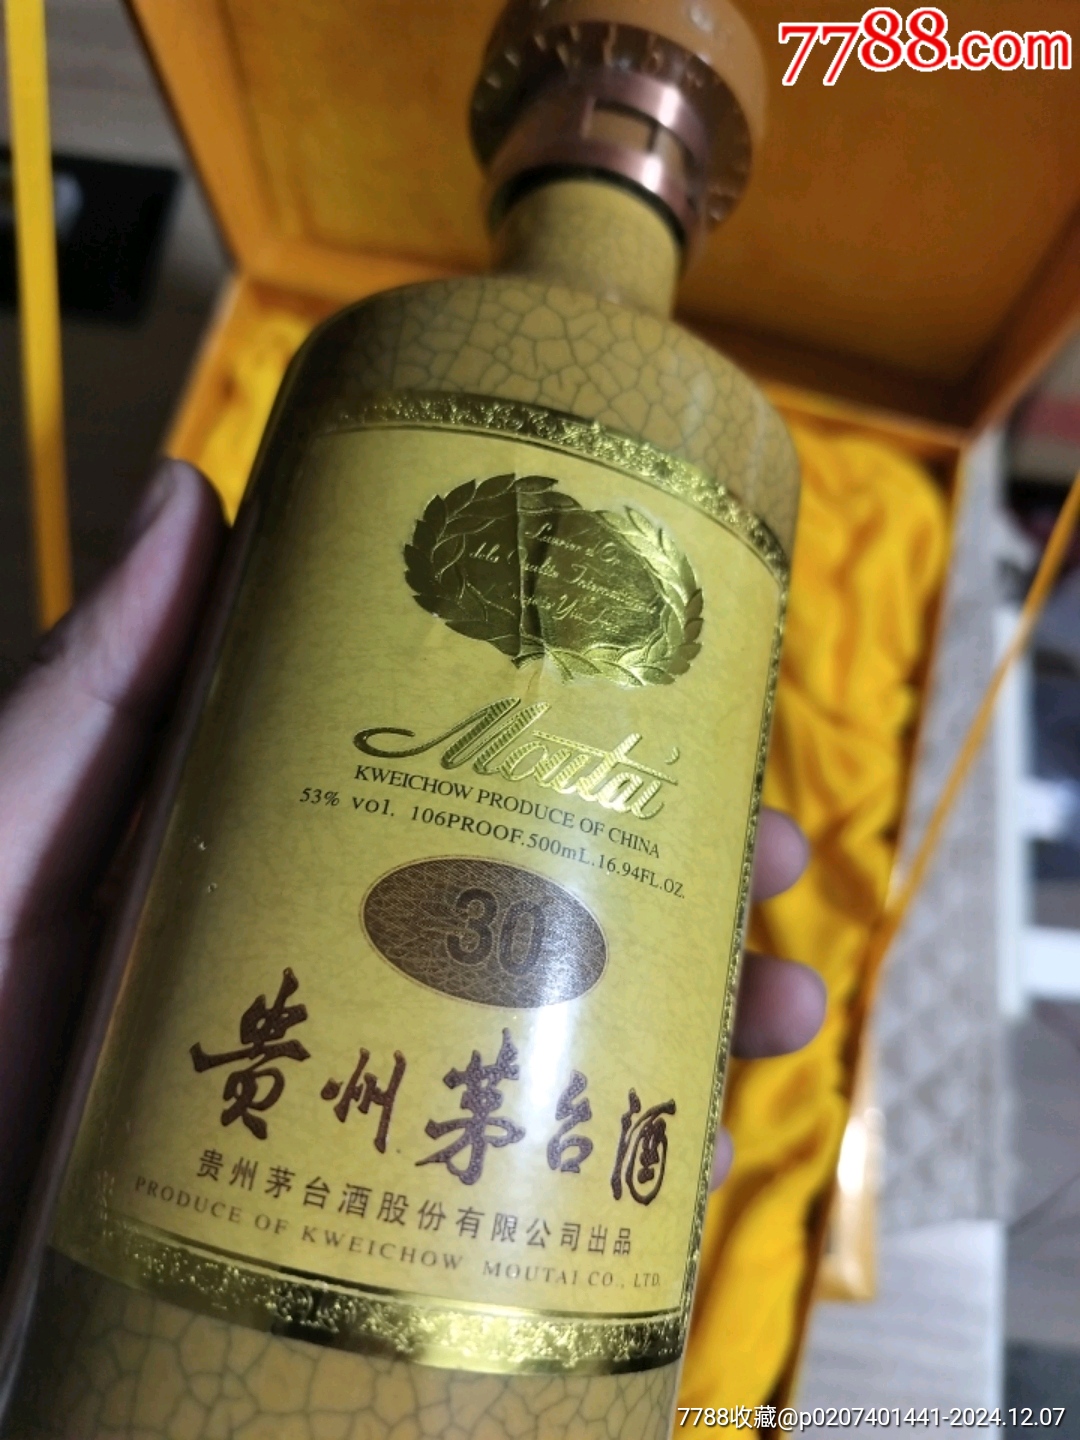 7788.com
Moutai
KWEICHOW PRODUCE OF CHINA
53% vol. 106PROOF.500mL.16.94FL.OZ.
30
贵州茅台酒
贵州茅台酒股份有限公司出品
PRODUCE OF KWEICHOW MOUTAI CO., LTD.
7788收藏@p0207401441-2024.12.07